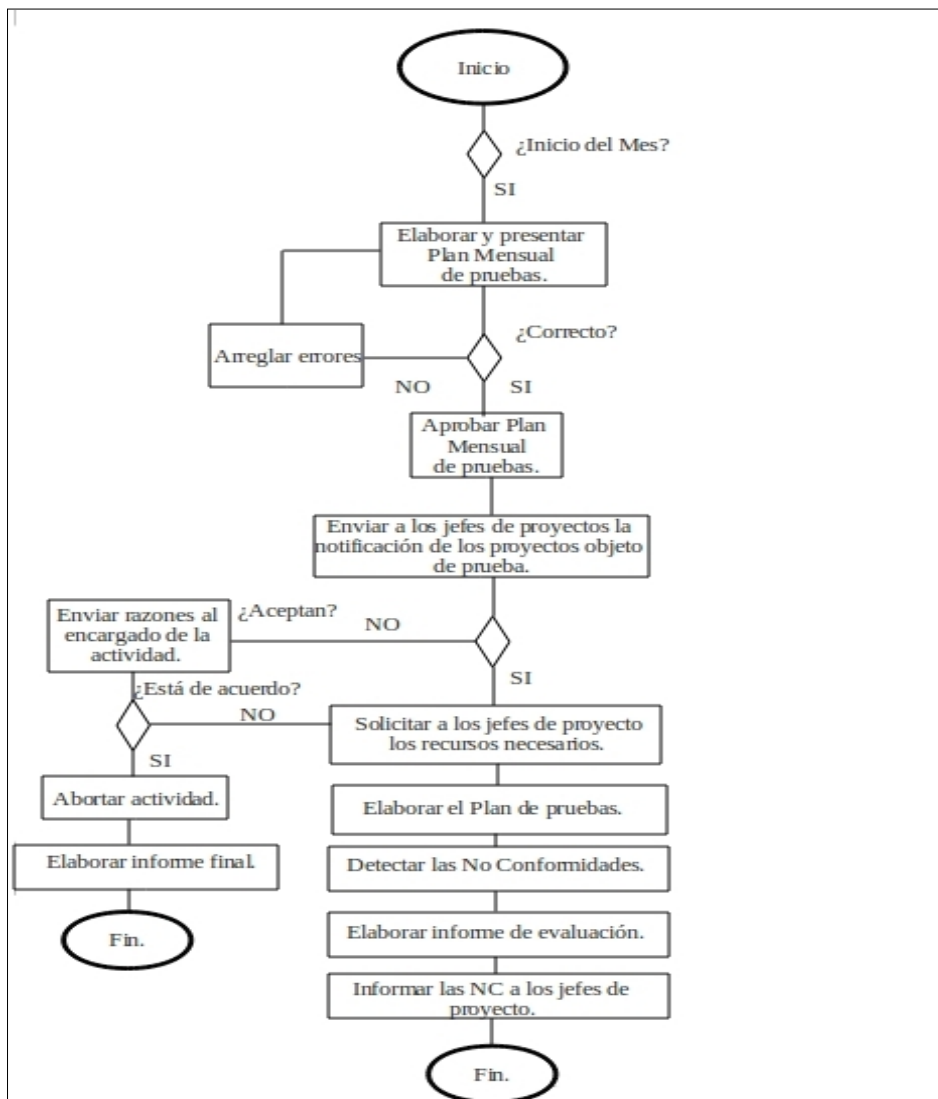 Inicio
¿Inicio del Mes?
SI
Elaborar y presentar
Plan Mensual
de pruebas.
¿Correcto?
Arreglar errores
NO
SI
Aprobar Plan
Mensual
de pruebas.
Enviar a los jefes de proyectos la
notificación de los proyectos objeto
de prueba.
¿Aceptan?
NO
Enviar razones al
encargado de la
actividad.
SI
¿Está de acuerdo?
NO
Solicitar a los jefes de proyecto
los recursos necesarios.
SI
Abortar actividad.
Elaborar el Plan de pruebas.
Elaborar informe final.
Detectar las No Conformidades.
Fin.
Elaborar informe de evaluación.
Informar las NC a los jefes de
proyecto.
Fin.